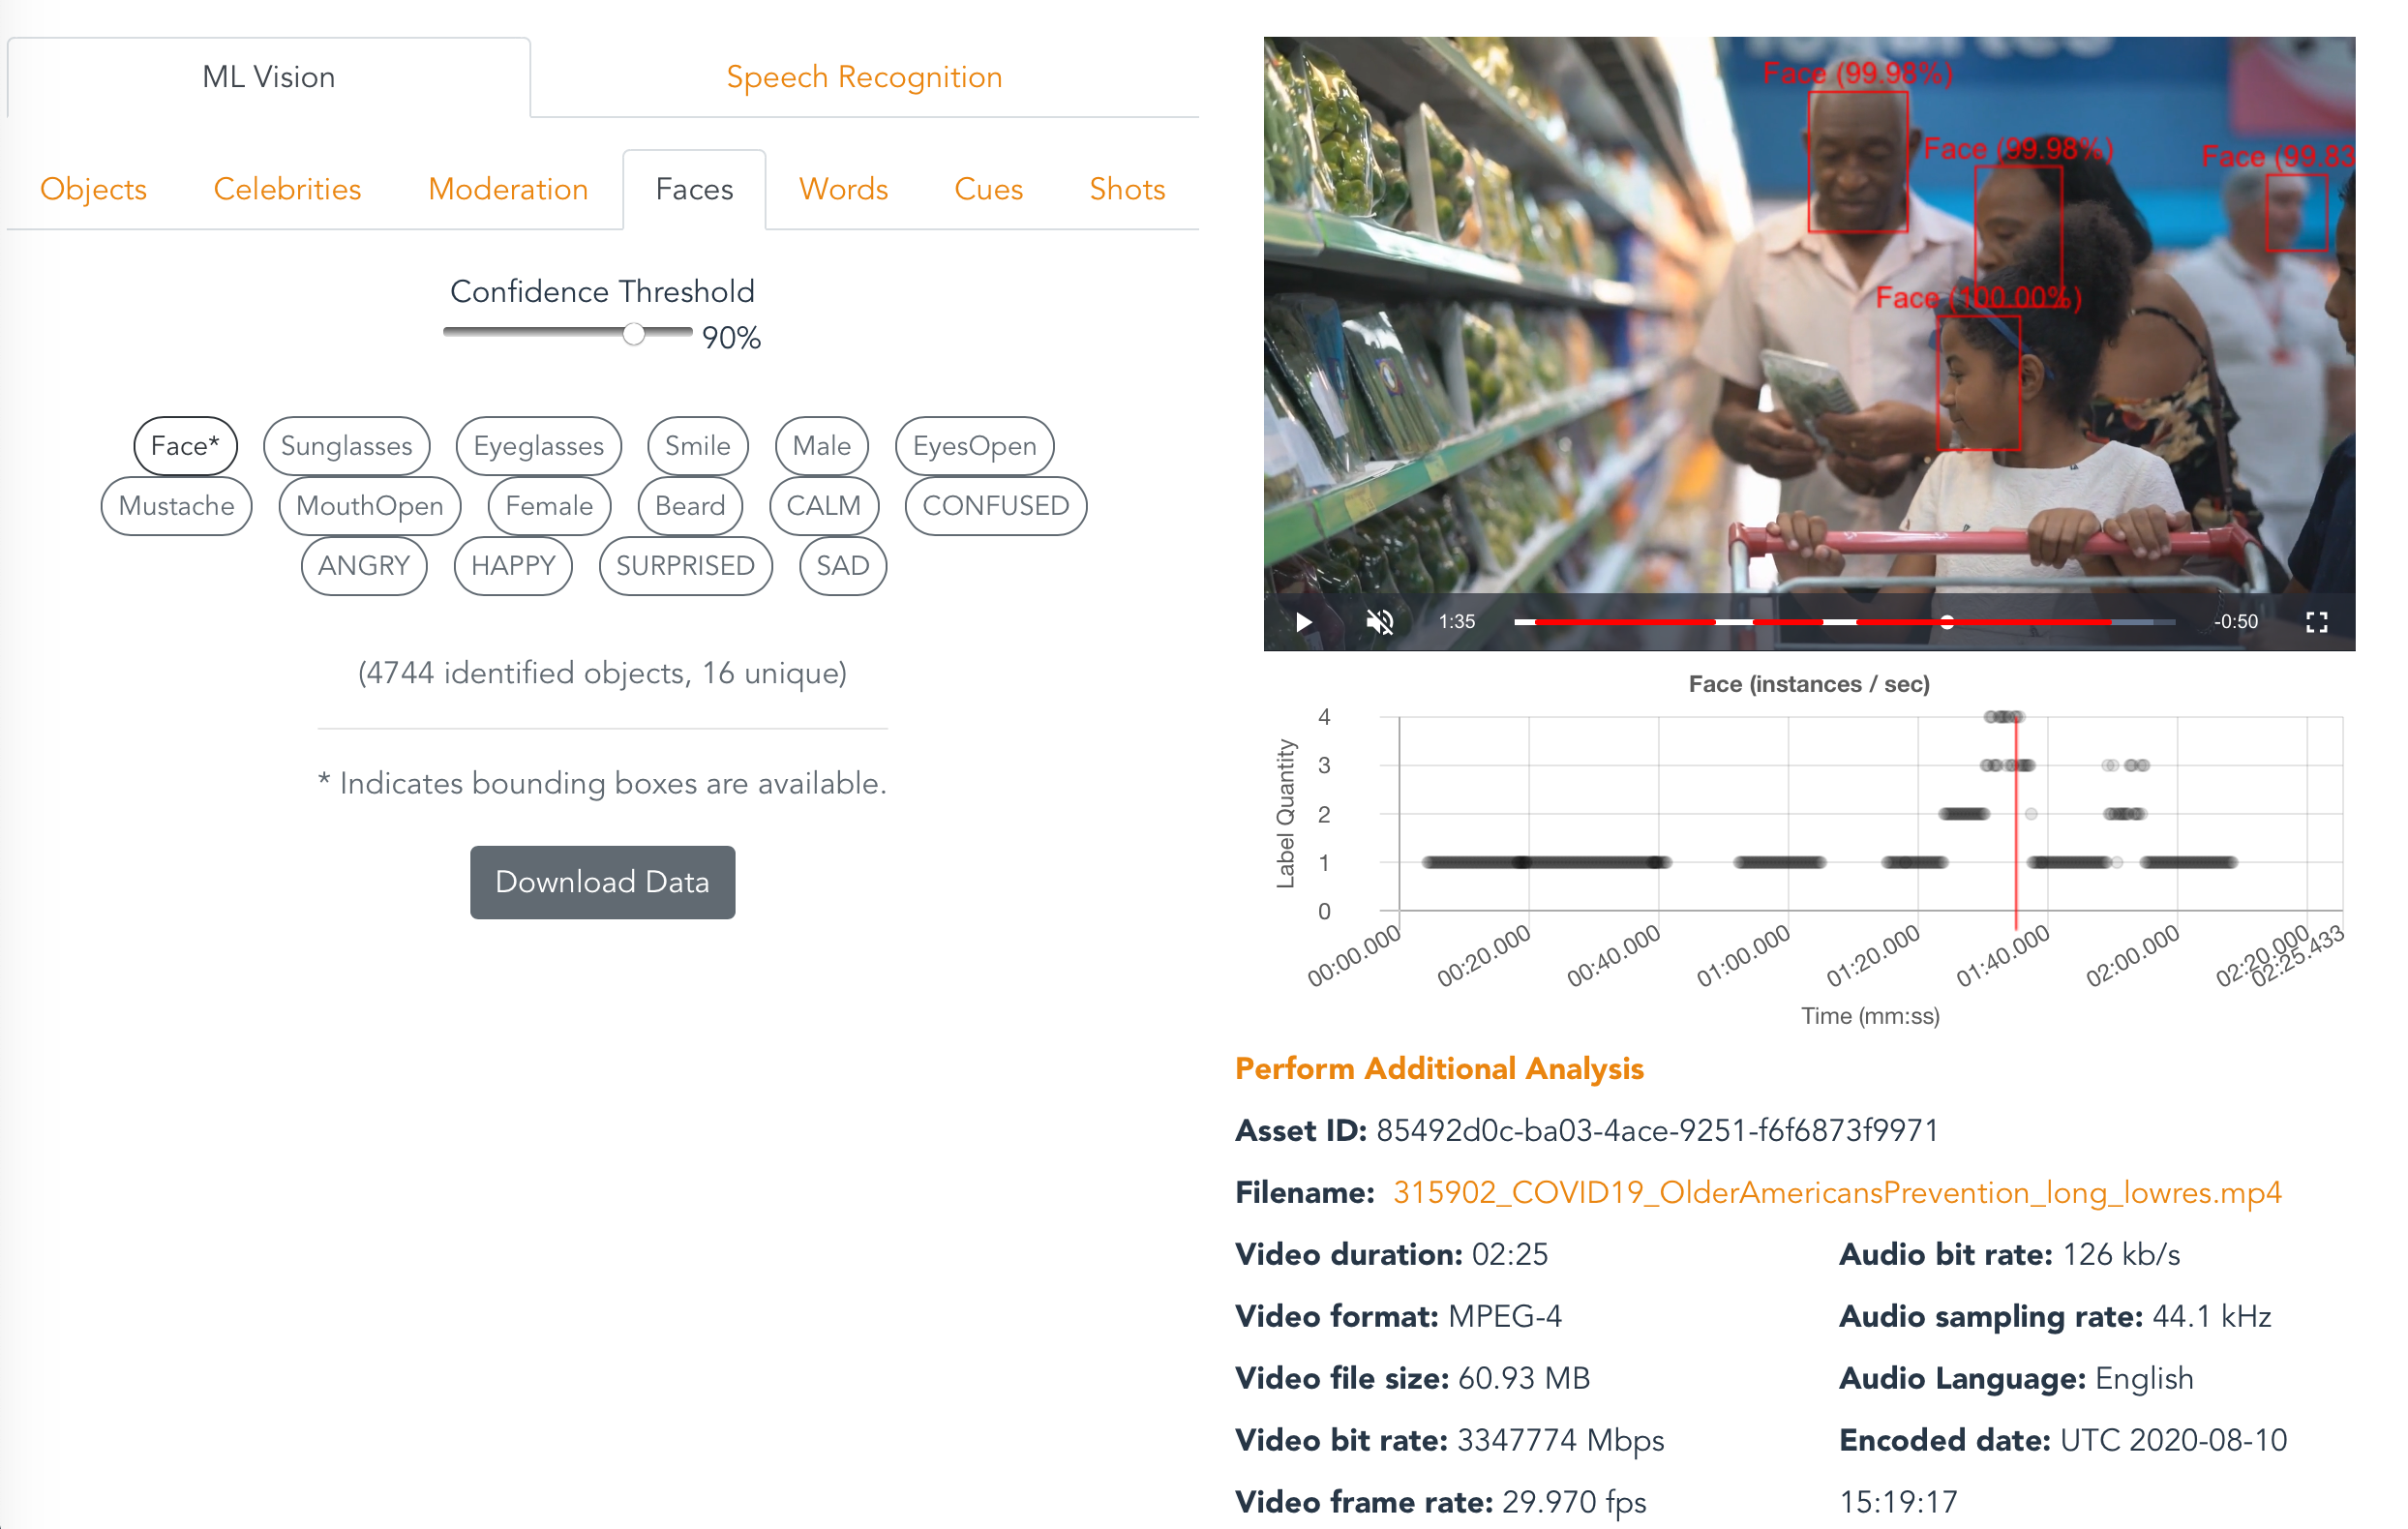 ML Vision
Speech Recognition
Objects
Celebrities
Moderation
Faces
Words
Cues
Shots
Confidence Threshold
90%
Face*
Sunglasses
Eyeglasses
Smile
Male
EyesOpen
Mustache
MouthOpen
Female
Beard
CALM
CONFUSED
ANGRY
HAPPY
SURPRISED
SAD
(4744 identified objects, 16 unique)
* Indicates bounding boxes are available.
Download Data
Face (99.98%)
Face (99.98%)
Face (99.83
Face (100.00%)
1:35
-0:50
Face (instances / sec)
Label Quantity
4
3
2
1
0
00:00.000
00:20.000
00:40.000
01:00.000
01:20.000
01:40.000
02:00.000
02:20.000
02:25.433
Time (mm:ss)
Perform Additional Analysis
Asset ID: 85492d0c-ba03-4ace-9251-f6f6873f9971
Filename: 315902_COVID19_OlderAmericansPrevention_long_lowres.mp4
Video duration: 02:25
Audio bit rate: 126 kb/s
Video format: MPEG-4
Audio sampling rate: 44.1 kHz
Video file size: 60.93 MB
Audio Language: English
Video bit rate: 3347774 Mbps
Encoded date: UTC 2020-08-10
Video frame rate: 29.970 fps
15:19:17